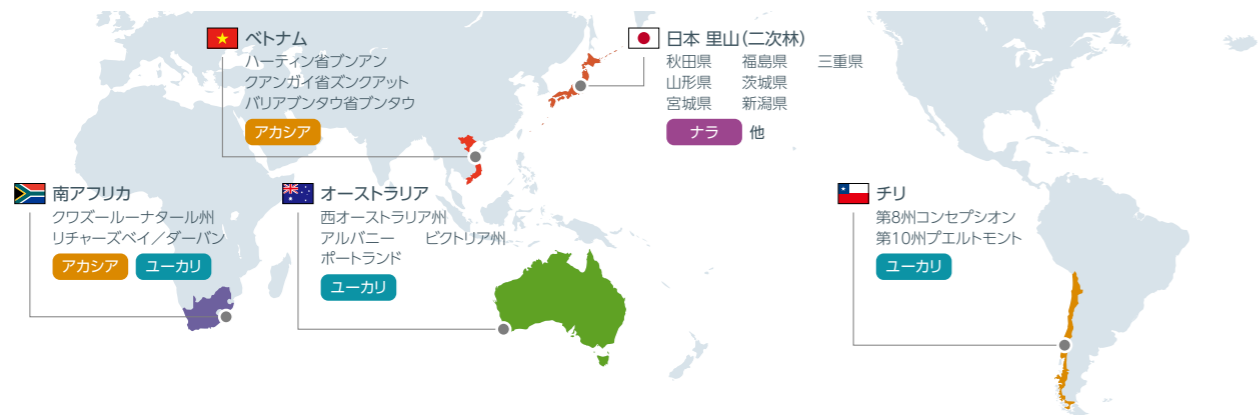 ベトナム
ハーティン省ブンアン
クアンガイ省ズンクアット
バリアブンタウ省ブンタウ
アカシア
日本 里山(二次林)
秋田県 福島県 三重県
山形県 茨城県
宮城県 新潟県
ナラ 他
南アフリカ
クワズールーナタール州
リチャーズベイ／ダーバン
アカシア ユーカリ
オーストラリア
西オーストラリア州
アルバニー ビクトリア州
ポートランド
ユーカリ
チリ
第8州コンセプシオン
第10州プエルトモント
ユーカリ